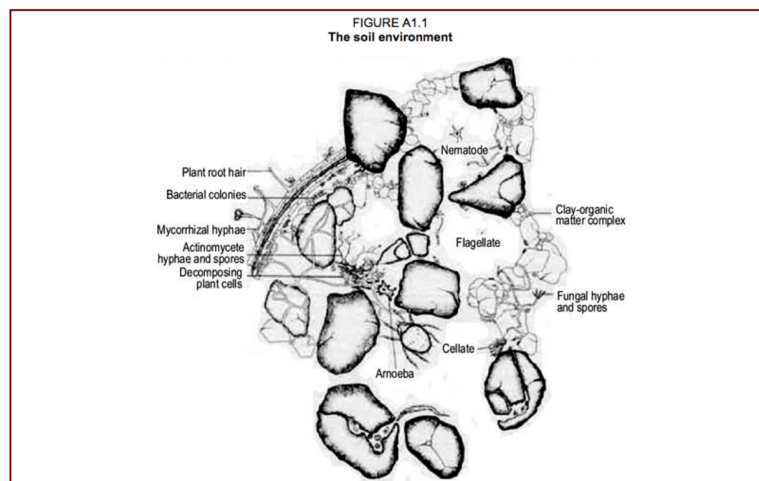 FIGURE A1.1
The soil environment
Nematode
Plant root hair
Bacterial colonies
Mycorrhizal hyphae
Actinomycete
hyphae and spores
Decomposing
plant cells
Clay-organic
matter complex
Flagellate
Fungal hyphae
and spores
Cellate
Arnoeba